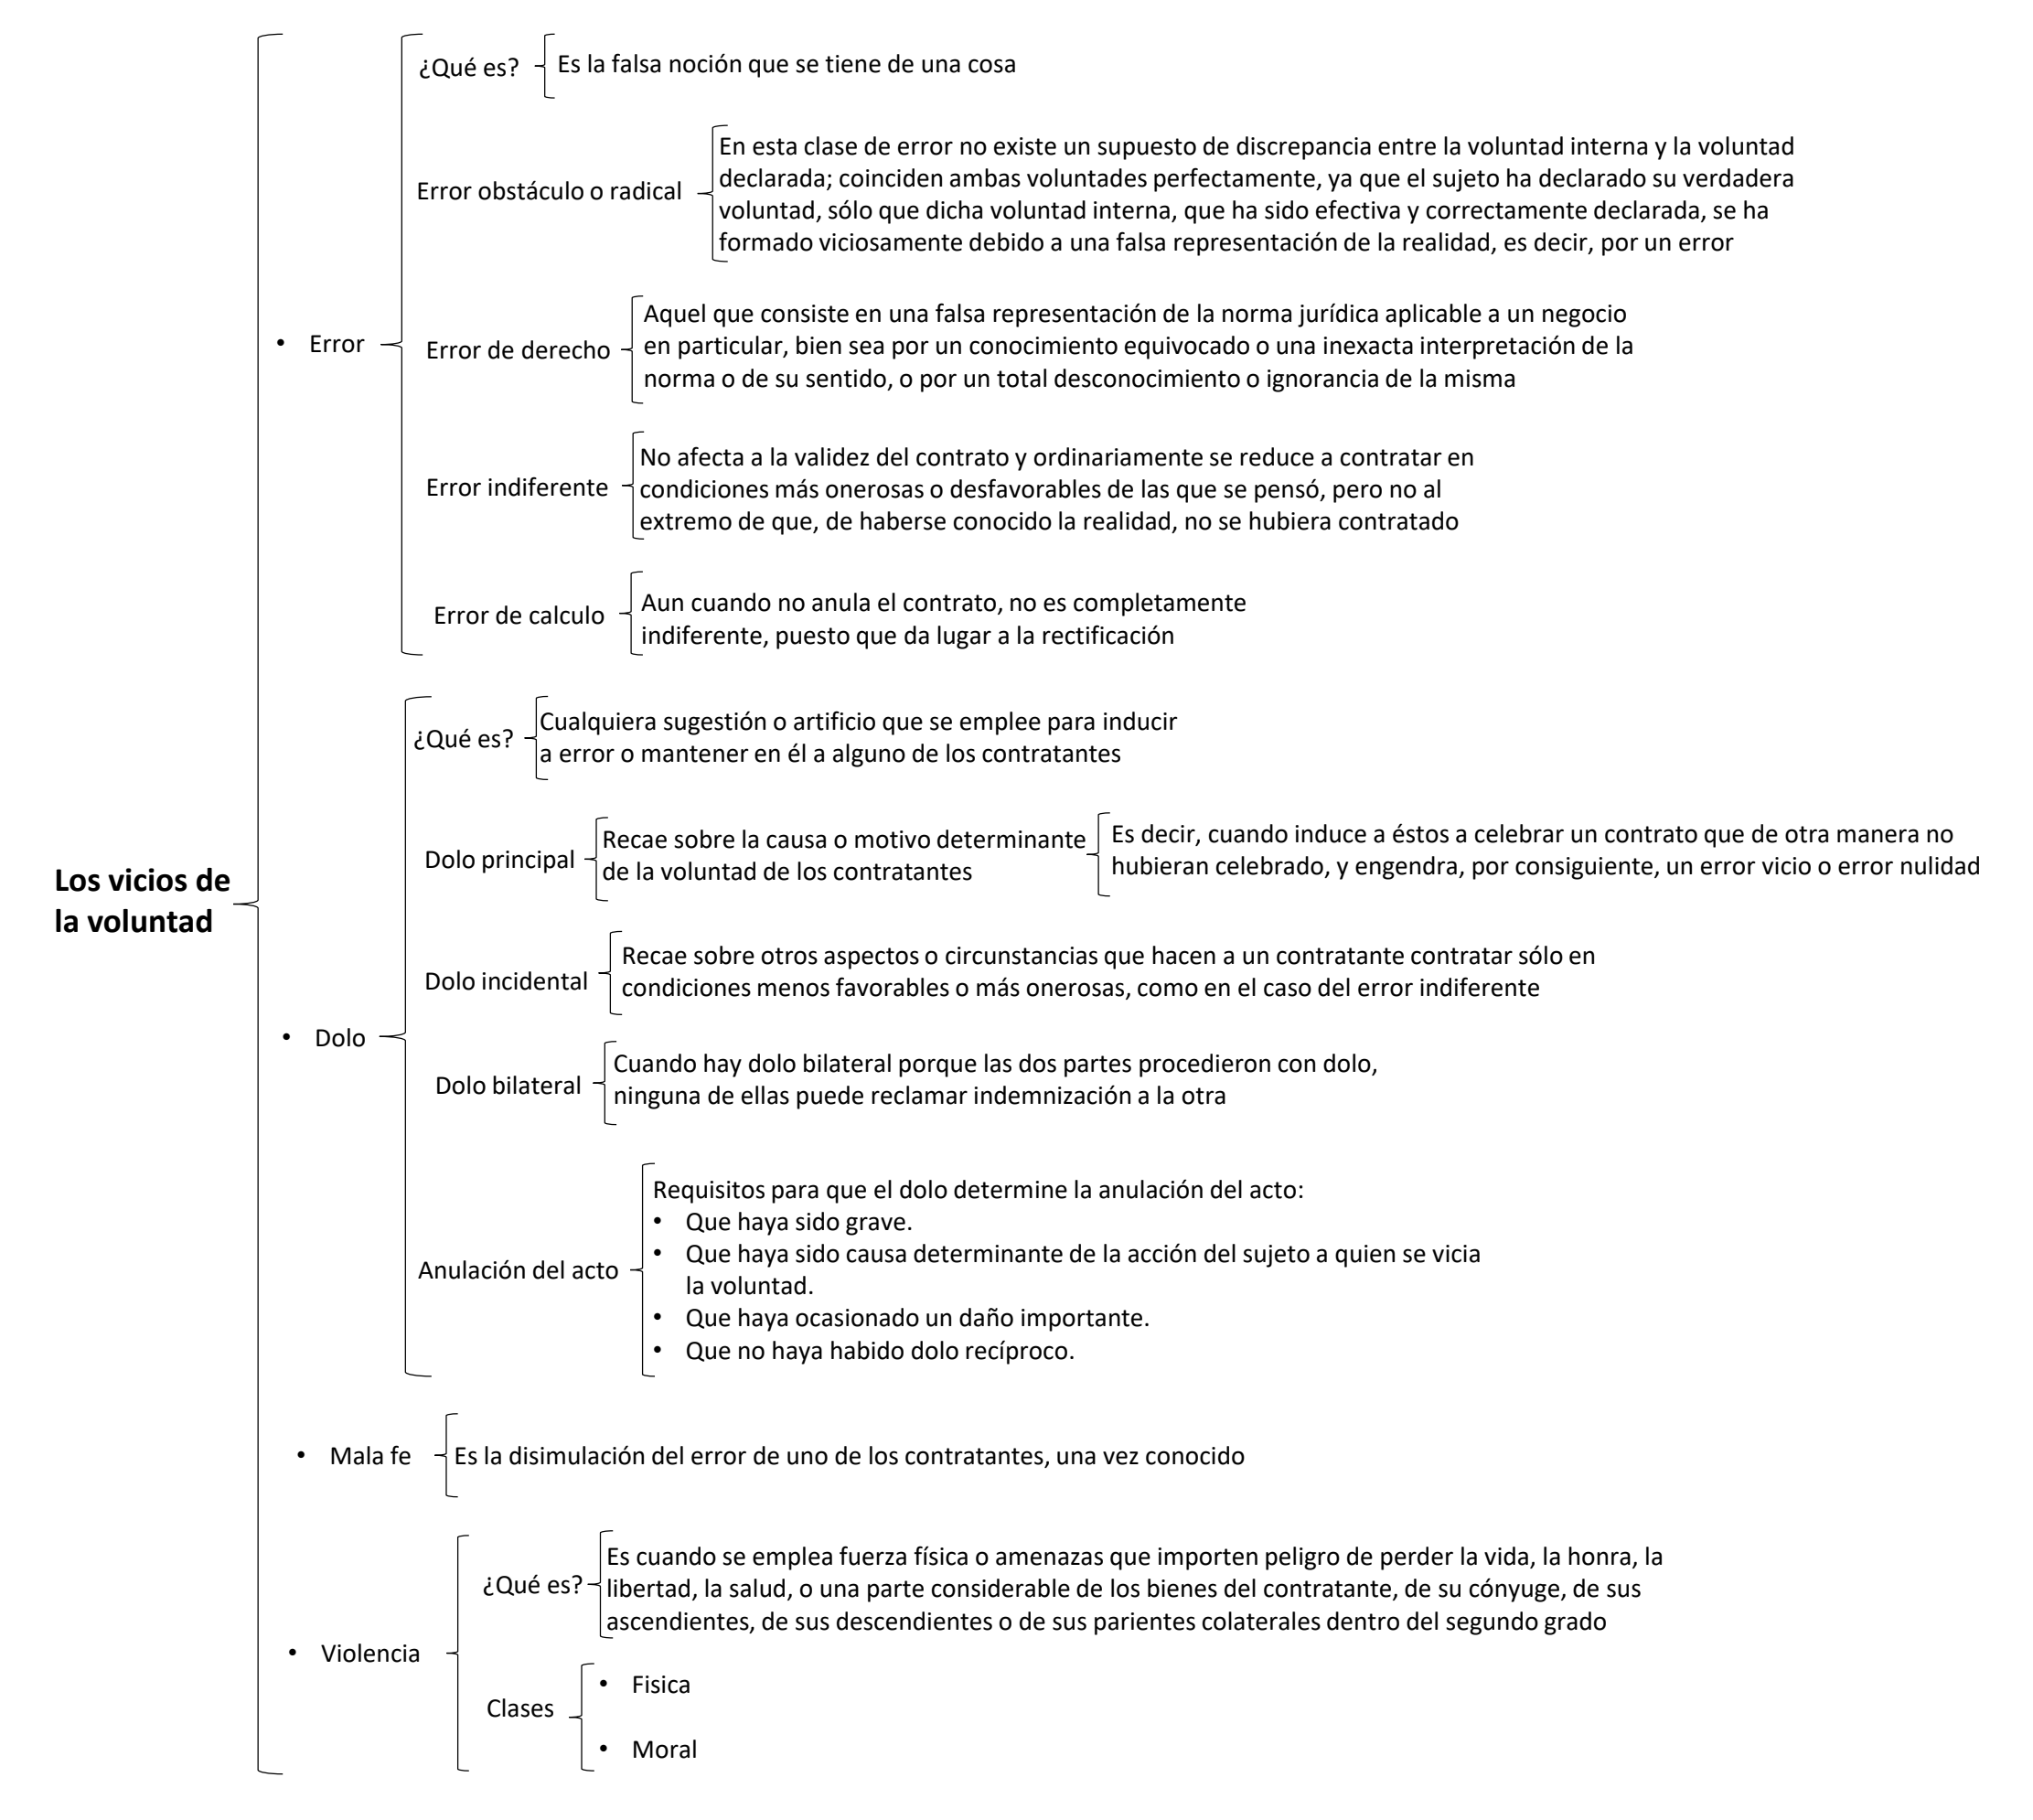 ¿Qué es?
Es la falsa noción que se tiene de una cosa
Error obstáculo o radical
En esta clase de error no existe un supuesto de discrepancia entre la voluntad interna y la voluntad
declarada; coinciden ambas voluntades perfectamente, ya que el sujeto ha declarado su verdadera
voluntad, sólo que dicha voluntad interna, que ha sido efectiva y correctamente declarada, se ha
formado viciosamente debido a una falsa representación de la realidad, es decir, por un error
• Error
Error de derecho
Aquel que consiste en una falsa representación de la norma jurídica aplicable a un negocio
en particular, bien sea por un conocimiento equivocado o una inexacta interpretación de la
norma o de su sentido, o por un total desconocimiento o ignorancia de la misma
Error indiferente
No afecta a la validez del contrato y ordinariamente se reduce a contratar en
condiciones más onerosas o desfavorables de las que se pensó, pero no al
extremo de que, de haberse conocido la realidad, no se hubiera contratado
Error de calculo
Aun cuando no anula el contrato, no es completamente
indiferente, puesto que da lugar a la rectificación
¿Qué es?
Cualquiera sugestión o artificio que se emplee para inducir
a error o mantener en él a alguno de los contratantes
Dolo principal
Recae sobre la causa o motivo determinante
de la voluntad de los contratantes
Es decir, cuando induce a éstos a celebrar un contrato que de otra manera no
hubieran celebrado, y engendra, por consiguiente, un error vicio o error nulidad
Los vicios de
la voluntad
Dolo incidental
Recae sobre otros aspectos o circunstancias que hacen a un contratante contratar sólo en
condiciones menos favorables o más onerosas, como en el caso del error indiferente
• Dolo
Dolo bilateral
Cuando hay dolo bilateral porque las dos partes procedieron con dolo,
ninguna de ellas puede reclamar indemnización a la otra
Anulación del acto
Requisitos para que el dolo determine la anulación del acto:
• Que haya sido grave.
• Que haya sido causa determinante de la acción del sujeto a quien se vicia
la voluntad.
• Que haya ocasionado un daño importante.
• Que no haya habido dolo recíproco.
• Mala fe
Es la disimulación del error de uno de los contratantes, una vez conocido
¿Qué es?
Es cuando se emplea fuerza física o amenazas que importen peligro de perder la vida, la honra, la
libertad, la salud, o una parte considerable de los bienes del contratante, de su cónyuge, de sus
ascendientes, de sus descendientes o de sus parientes colaterales dentro del segundo grado
• Violencia
Clases
• Fisica
• Moral